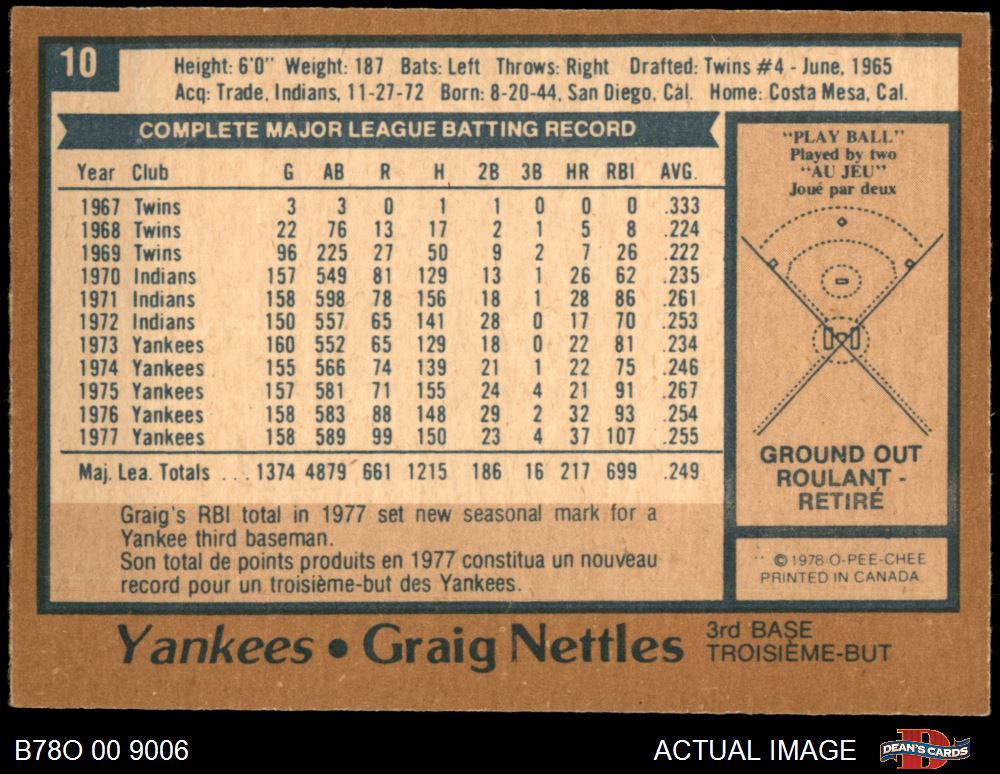 10
Height: 6'0" Weight: 187 Bats: Left Throws: Right Drafted: Twins #4 - June, 1965
Acq: Trade, Indians, 11-27-72 Born: 8-20-44, San Diego, Cal. Home: Costa Mesa, Cal.
COMPLETE MAJOR LEAGUE BATTING RECORD
Year Club G AB R H 2B 3B HR RBI AVG.
1967 Twins 3 3 0 1 1 0 0 0 .333
1968 Twins 22 76 13 17 2 1 5 8 .224
1969 Twins 96 225 27 50 9 2 7 26 .222
1970 Indians 157 549 81 129 13 1 26 62 .235
1971 Indians 158 598 78 156 18 1 28 86 .261
1972 Indians 150 557 65 141 28 0 17 70 .253
1973 Yankees 160 552 65 129 18 0 22 81 .234
1974 Yankees 155 566 74 139 21 1 22 75 .246
1975 Yankees 157 581 71 155 24 4 21 91 .267
1976 Yankees 158 583 88 148 29 2 32 93 .254
1977 Yankees 158 589 99 150 23 4 37 107 .255
Maj. Lea. Totals ... 1374 4879 661 1215 186 16 217 699 .249
Graig's RBI total in 1977 set new seasonal mark for a
Yankee third baseman.
Son total de points produits en 1977 constitua un nouveau
record pour un troisième-but des Yankees.
"PLAY BALL"
Played by two
"AU JEU"
Joué par deux
GROUND OUT
ROULANT -
RETIRÉ
© 1978 O-PEE-CHEE
PRINTED IN CANADA
Yankees • Graig Nettles
3rd BASE
TROISIÈME-BUT
B78O 00 9006
ACTUAL IMAGE
DEAN'S CARDS